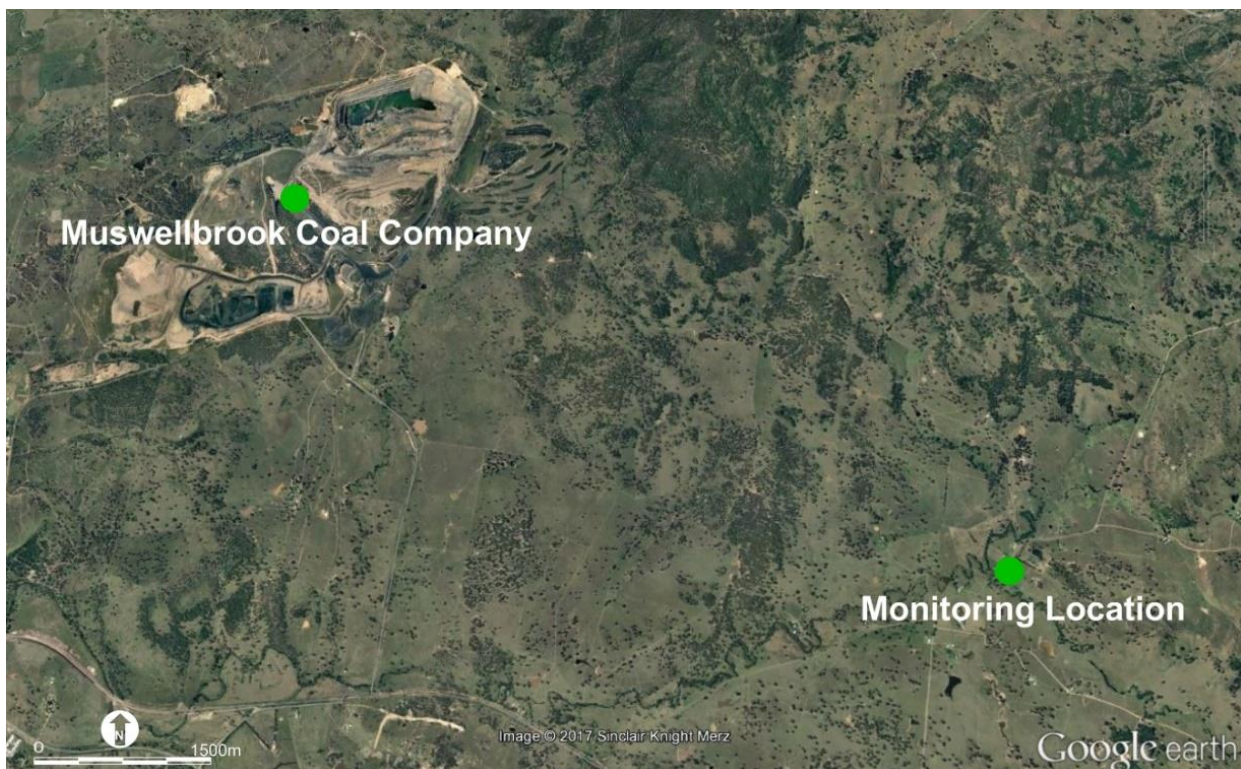 Muswellbrook Coal Company
Monitoring Location
N
0 1500m
Image © 2017 Sinclair Knight Merz
Google earth